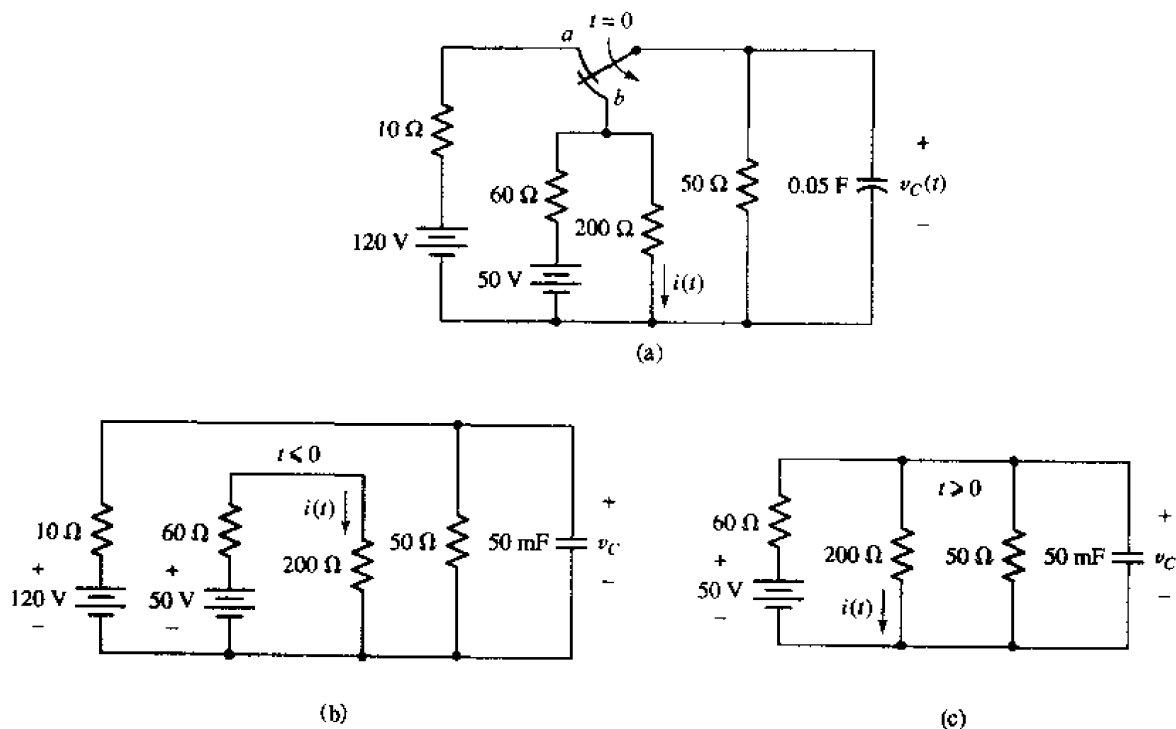 t = 0
a
b
10 Ω
60 Ω
200 Ω
50 Ω
0.05 F
+
v_C(t)
−
120 V
50 V
i(t)
(a)
t ⩽ 0
10 Ω
60 Ω
i(t)
200 Ω
50 Ω
50 mF
+
v_C
−
+
120 V
−
+
50 V
−
(b)
t ⩾ 0
60 Ω
200 Ω
50 Ω
50 mF
+
v_C
−
+
50 V
−
i(t)
(c)